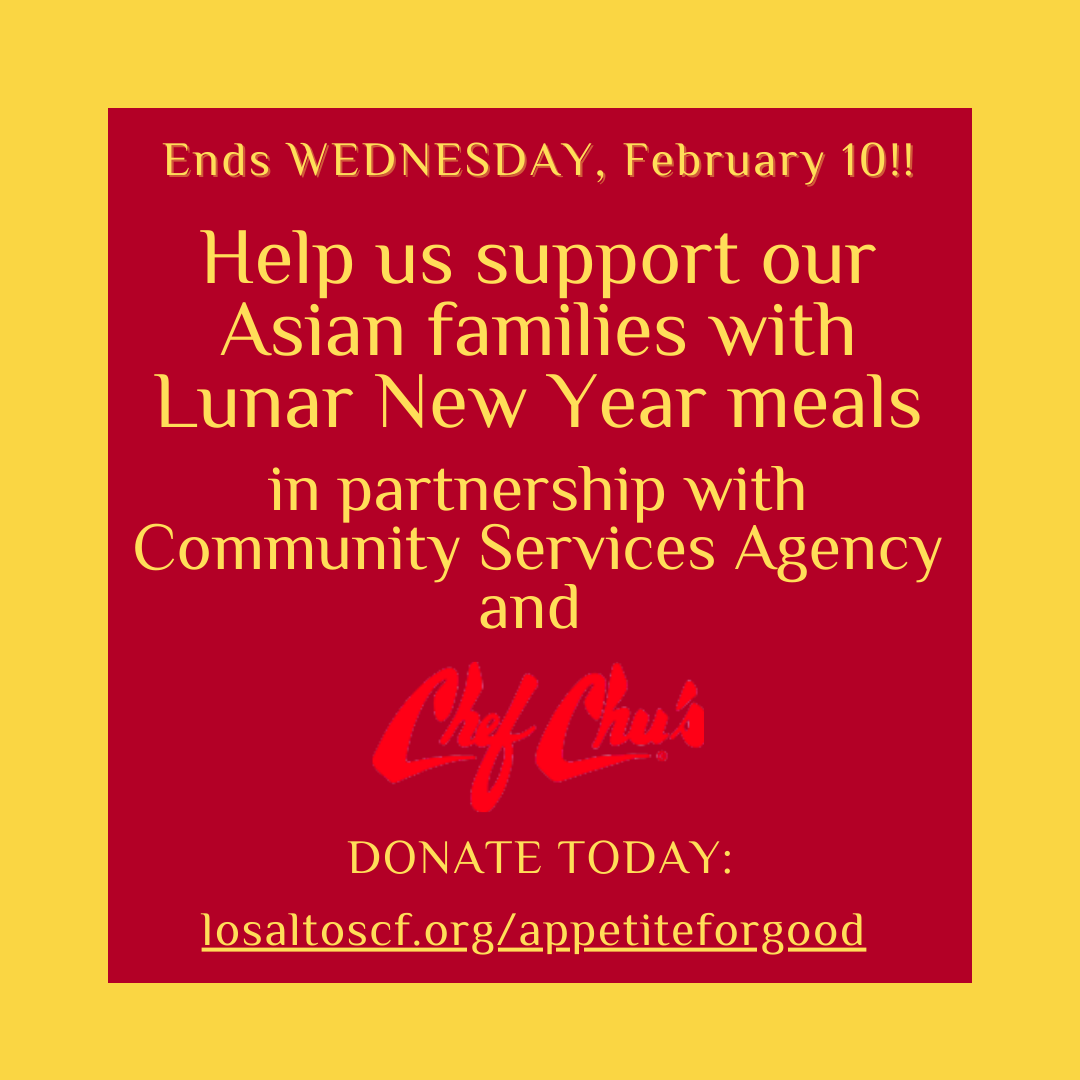 Ends WEDNESDAY, February 10!!
Help us support our
Asian families with
Lunar New Year meals
in partnership with
Community Services Agency
and
Chef Chu's
DONATE TODAY:
losaltoscf.org/appetiteforgood